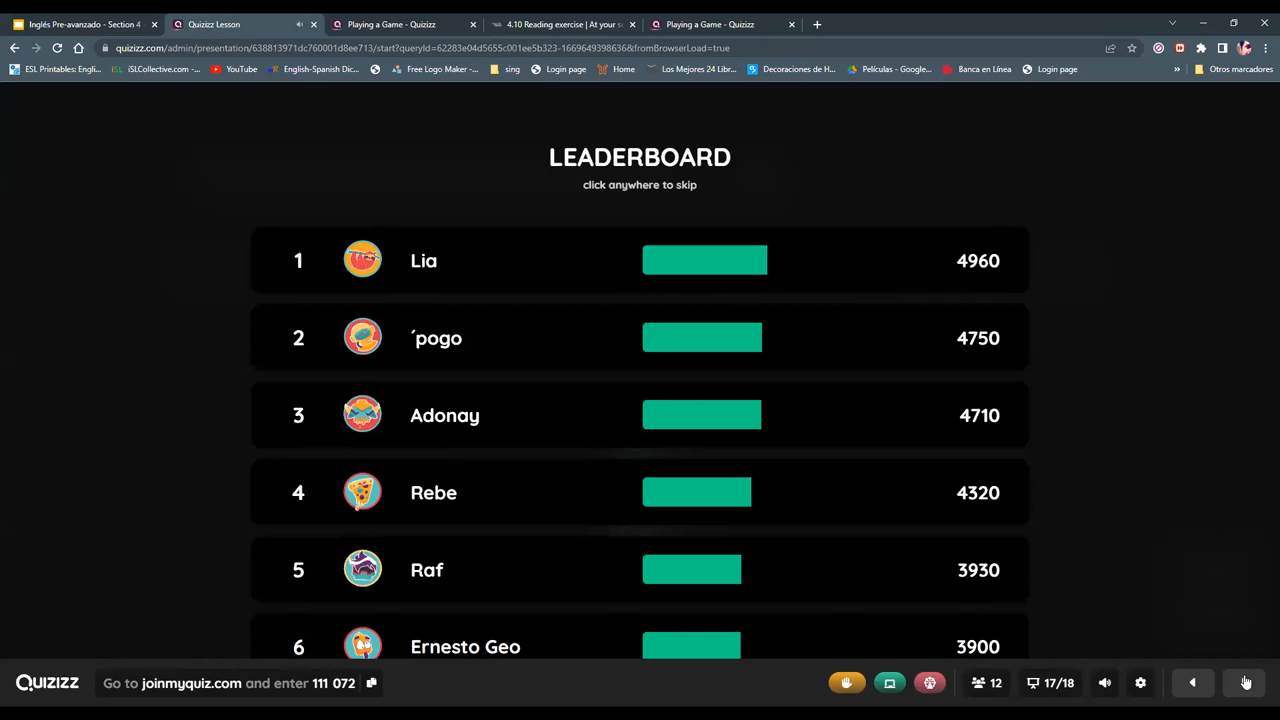 Inglés Pre-avanzado - Section 4
Quizizz Lesson
Playing a Game - Quizizz
4.10 Reading exercise | At your s
Playing a Game - Quizizz
quizizz.com/admin/presentation/638813971dc760001d8ee713/start?queryId=62283e04d5655c001ee5b323-1669649398636&fromBrowserLoad=true
ESL Printables: Engli...
iSLCollective.com -...
YouTube
English-Spanish Dic...
Free Logo Maker -...
sing
Login page
Home
Los Mejores 24 Libr...
Decoraciones de H...
Películas - Google...
Banca en Línea
Login page
Otros marcadores
LEADERBOARD
click anywhere to skip
1 Lia 4960
2 ´pogo 4750
3 Adonay 4710
4 Rebe 4320
5 Raf 3930
6 Ernesto Geo 3900
QUIZIZZ Go to joinmyquiz.com and enter 111 072
12 17/18